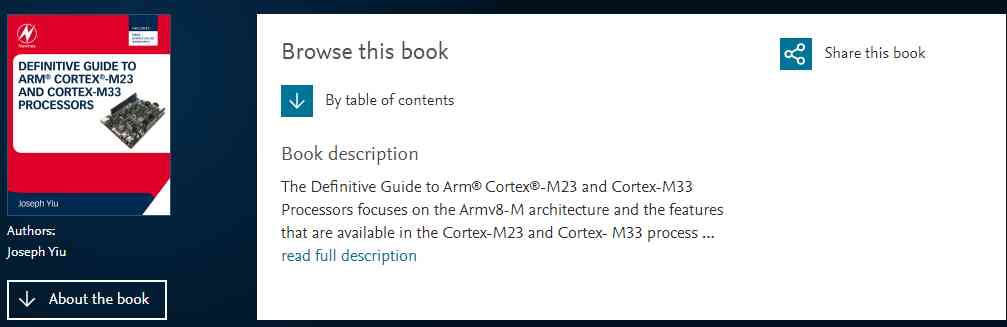 Newnes
DEFINITIVE GUIDE TO
ARM® CORTEX®-M23
AND CORTEX-M33
PROCESSORS
Joseph Yiu
Authors:
Joseph Yiu
About the book
Browse this book
By table of contents
Book description
The Definitive Guide to Arm® Cortex®-M23 and Cortex-M33
Processors focuses on the Armv8-M architecture and the features
that are available in the Cortex-M23 and Cortex- M33 process ...
read full description
Share this book